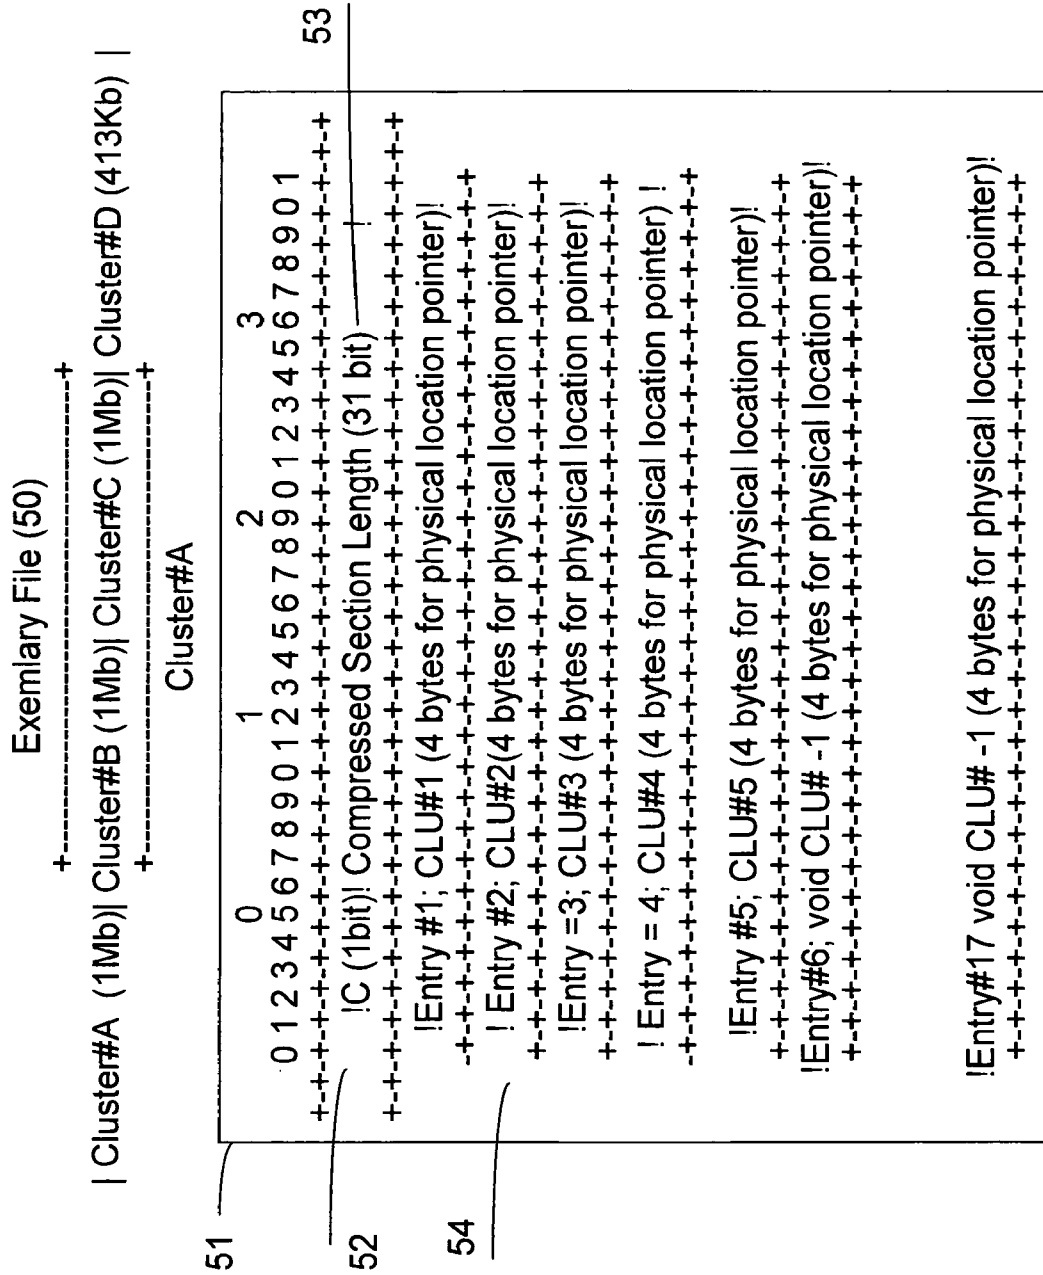 Exemlary File (50)
+-----------------------------+
| Cluster#A (1Mb)| Cluster#B (1Mb)| Cluster#C (1Mb)| Cluster#D (413Kb) |
+-----------------------------+
Cluster#A
51
0 1 2 3
0 1 2 3 4 5 6 7 8 9 0 1 2 3 4 5 6 7 8 9 0 1 2 3 4 5 6 7 8 9 0 1
+-+-+-+-+-+-+-+-+-+-+-+-+-+-+-+-+-+-+-+-+-+-+-+-+-+-+-+-+-+-+-+-+
52
!C (1bit)! Compressed Section Length (31 bit) !
53
+-+-+-+-+-+-+-+-+-+-+-+-+-+-+-+-+-+-+-+-+-+-+-+-+-+-+-+-+-+-+-+-+
!Entry #1; CLU#1 (4 bytes for physical location pointer)!
-+-+-+-+-+-+-+-+-+-+-+-+-+-+-+-+-+-+-+-+-+-+-+-+-+-+-+-+-+
54
! Entry #2; CLU#2(4 bytes for physical location pointer)!
+-+-+-+-+-+-+-+-+-+-+-+-+-+-+-+-+-+-+-+-+-+-+-+-+-+-+-+-+
!Entry =3; CLU#3 (4 bytes for physical location pointer)!
+-+-+-+-+-+-+-+-+-+-+-+-+-+-+-+-+-+-+-+-+-+-+-+-+-+-+-+-+
! Entry = 4; CLU#4 (4 bytes for physical location pointer) !
-+-+-+-+-+-+-+-+-+-+-+-+-+-+-+-+-+-+-+-+-+-+-+-+-+-+-+-+-+
!Entry #5; CLU#5 (4 bytes for physical location pointer)!
+-+-+-+-+-+-+-+-+-+-+-+-+-+-+-+-+-+-+-+-+-+-+-+-+-+-+-+-+
!Entry#6; void CLU# -1 (4 bytes for physical location pointer)!
+-+-+-+-+-+-+-+-+-+-+-+-+-+-+-+-+-+-+-+-+-+-+-+-+-+-+-+-+
!Entry#17 void CLU# -1 (4 bytes for physical location pointer)!
+-+-+-+-+-+-+-+-+-+-+-+-+-+-+-+-+-+-+-+-+-+-+-+-+-+-+-+-+